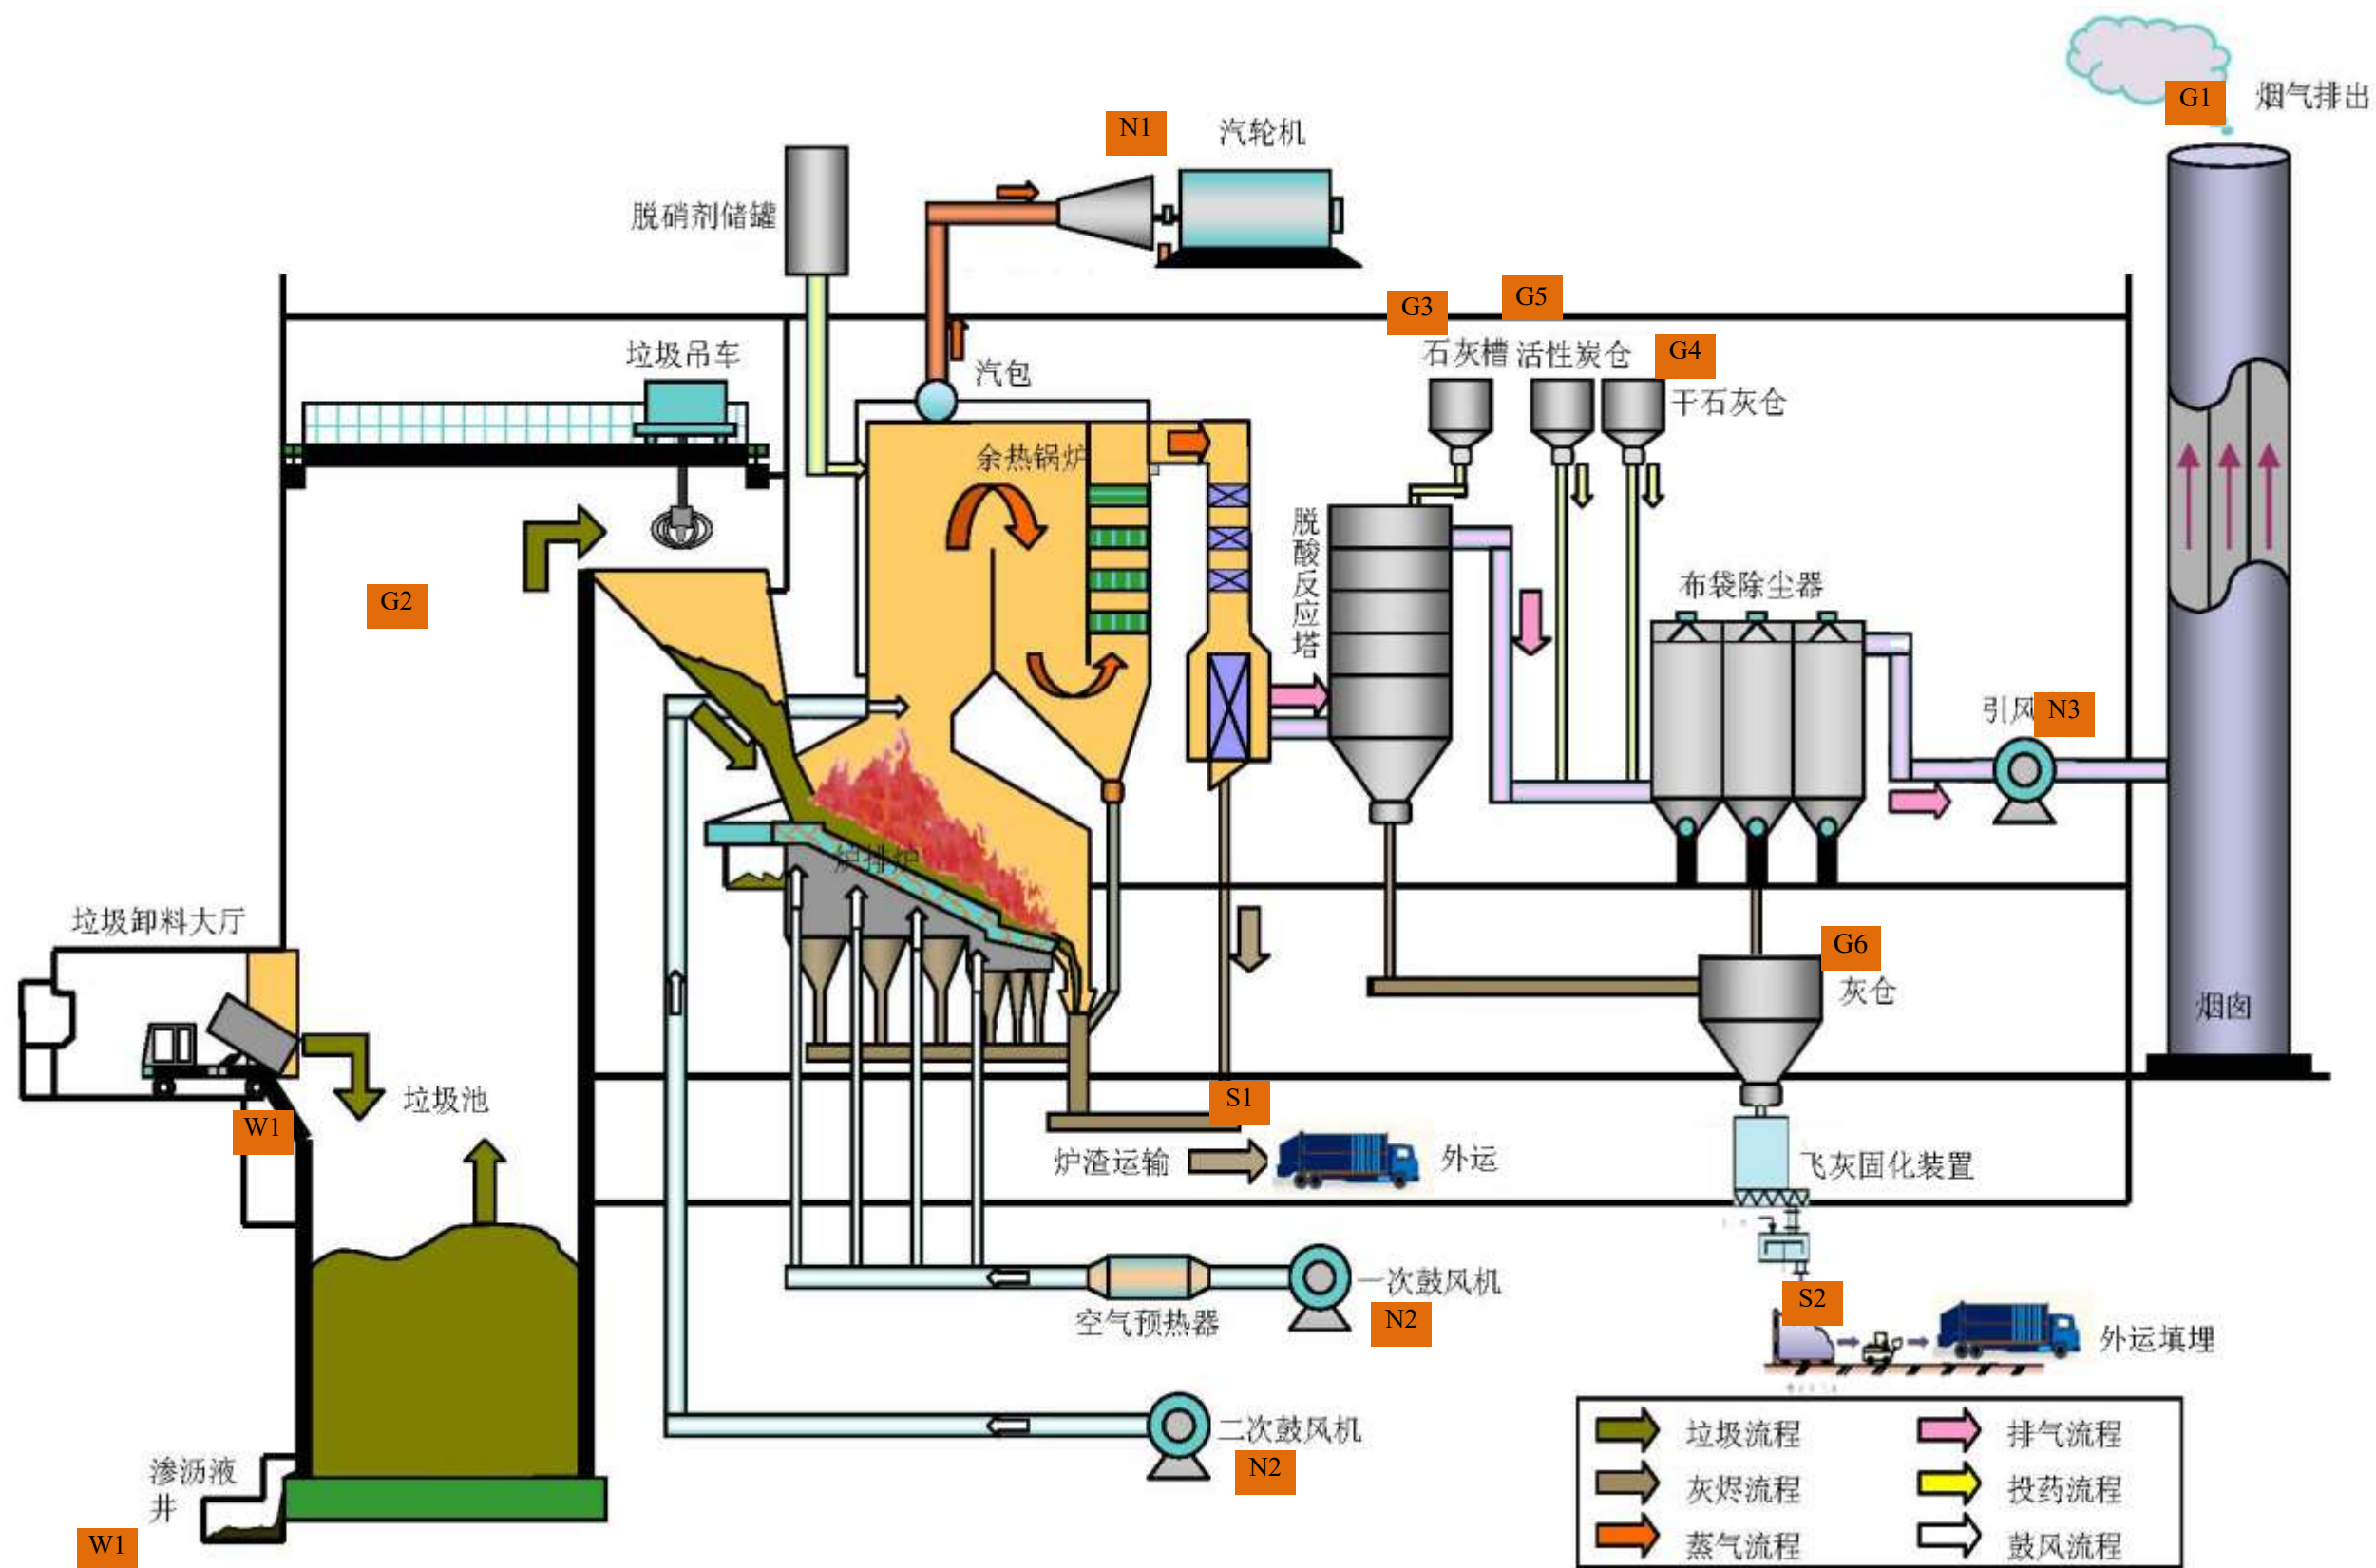 G1
烟气排出
N1
汽轮机
脱硝剂储罐
G3
G5
垃圾吊车
汽包
石灰槽
活性炭仓
G4
干石灰仓
余热锅炉
脱酸反应塔
布袋除尘器
G2
引风
N3
炉排炉
垃圾卸料大厅
G6
灰仓
烟囱
垃圾池
W1
S1
炉渣运输
外运
飞灰固化装置
一次鼓风机
空气预热器
N2
S2
外运填埋
二次鼓风机
N2
渗沥液
井
W1
垃圾流程
排气流程
灰烬流程
投药流程
蒸气流程
鼓风流程